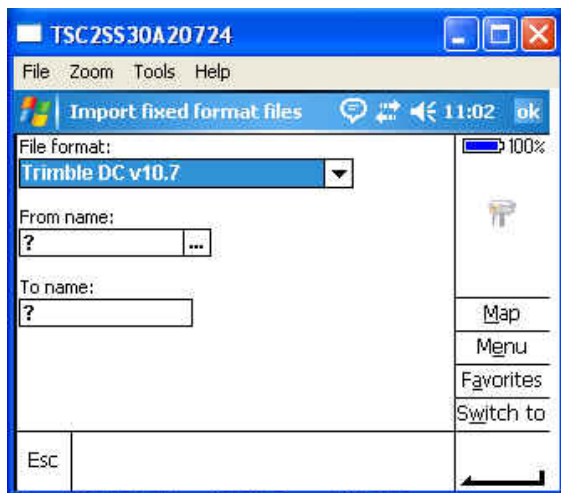 TSC2SS30A20724
File Zoom Tools Help
Import fixed format files 11:02 ok
File format:
100%
Trimble DC v10.7
From name:
?
...
To name:
?
Map
Menu
Favorites
Switch to
Esc